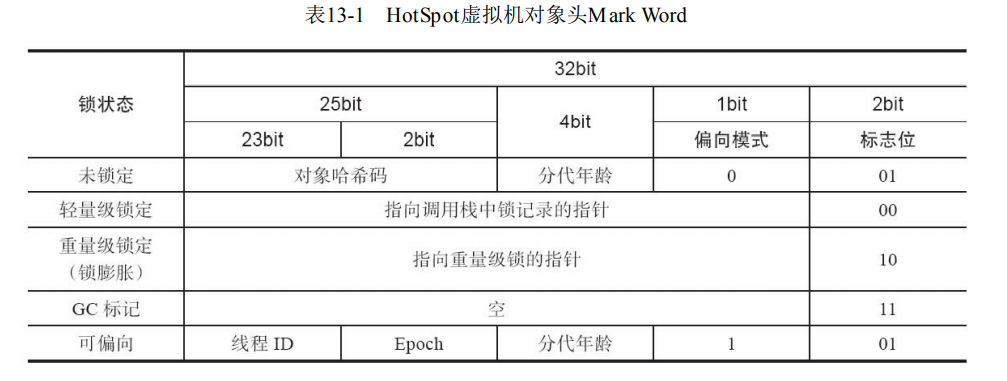 表13-1 HotSpot虚拟机对象头Mark Word
锁状态 32bit
25bit 4bit 1bit 2bit
23bit 2bit 偏向模式 标志位
未锁定 对象哈希码 分代年龄 0 01
轻量级锁定 指向调用栈中锁记录的指针 00
重量级锁定
（锁膨胀） 指向重量级锁的指针 10
GC 标记 空 11
可偏向 线程 ID Epoch 分代年龄 1 01